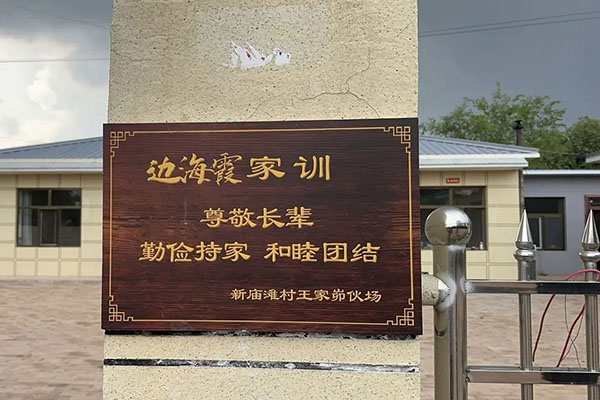 边海霞家训
尊敬长辈
勤俭持家 和睦团结
新庙滩村王家峁伙场